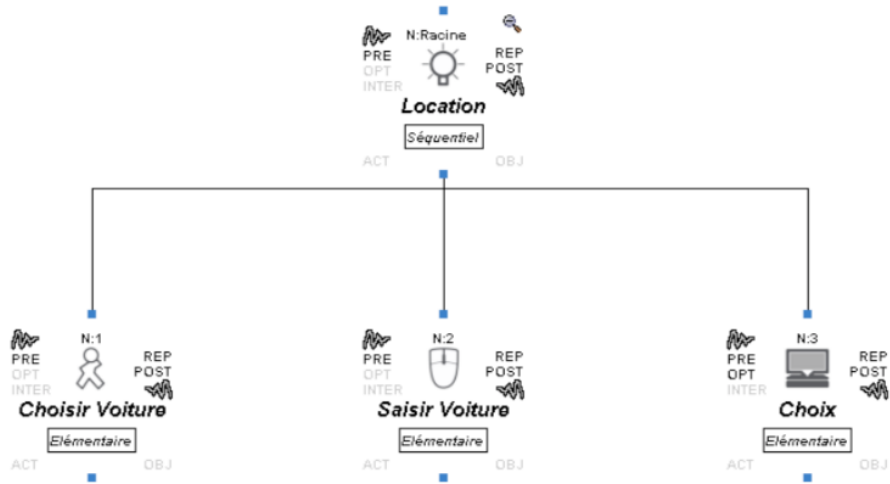 N:Racine
PRE REP
OPT POST
INTER
Location
Séquentiel
ACT OBJ
N:1
PRE REP
OPT POST
INTER
Choisir Voiture
Elémentaire
ACT OBJ
N:2
PRE REP
OPT POST
INTER
Saisir Voiture
Elémentaire
ACT OBJ
N:3
PRE REP
OPT POST
INTER
Choix
Elémentaire
ACT OBJ